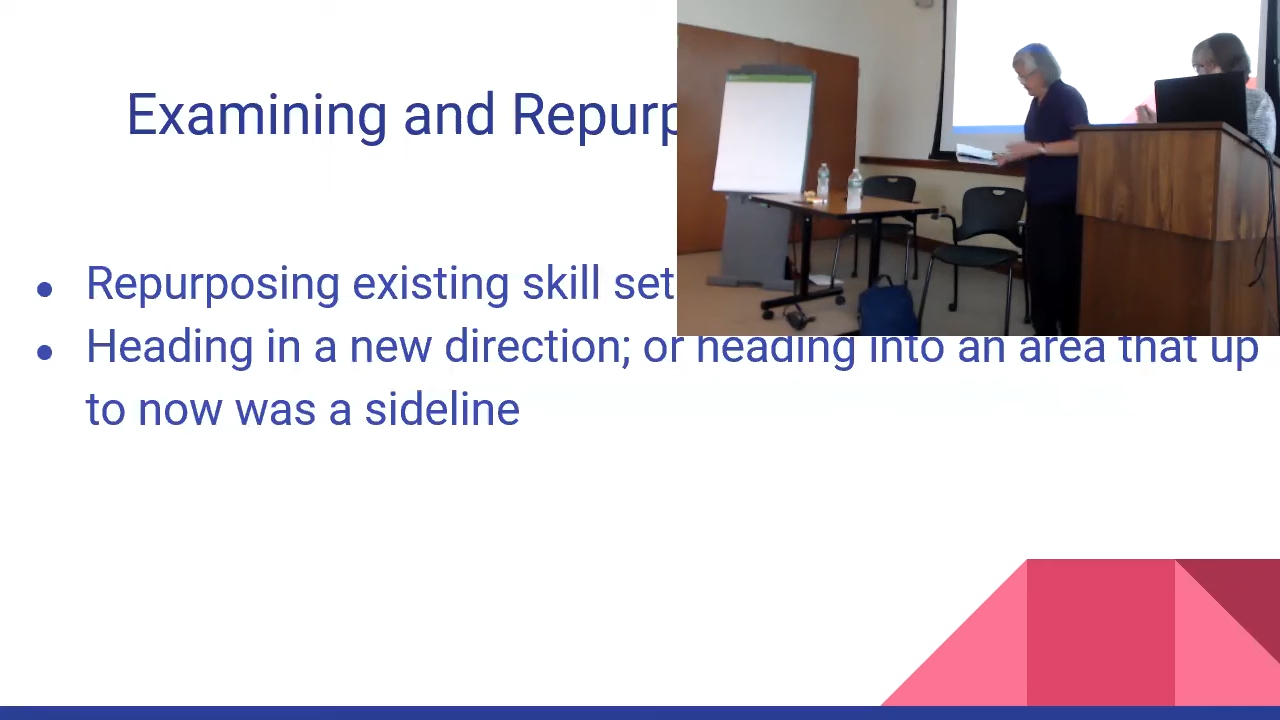 Examining and Repurp
• Repurposing existing skill set
• Heading in a new direction; or heading into an area that up
to now was a sideline